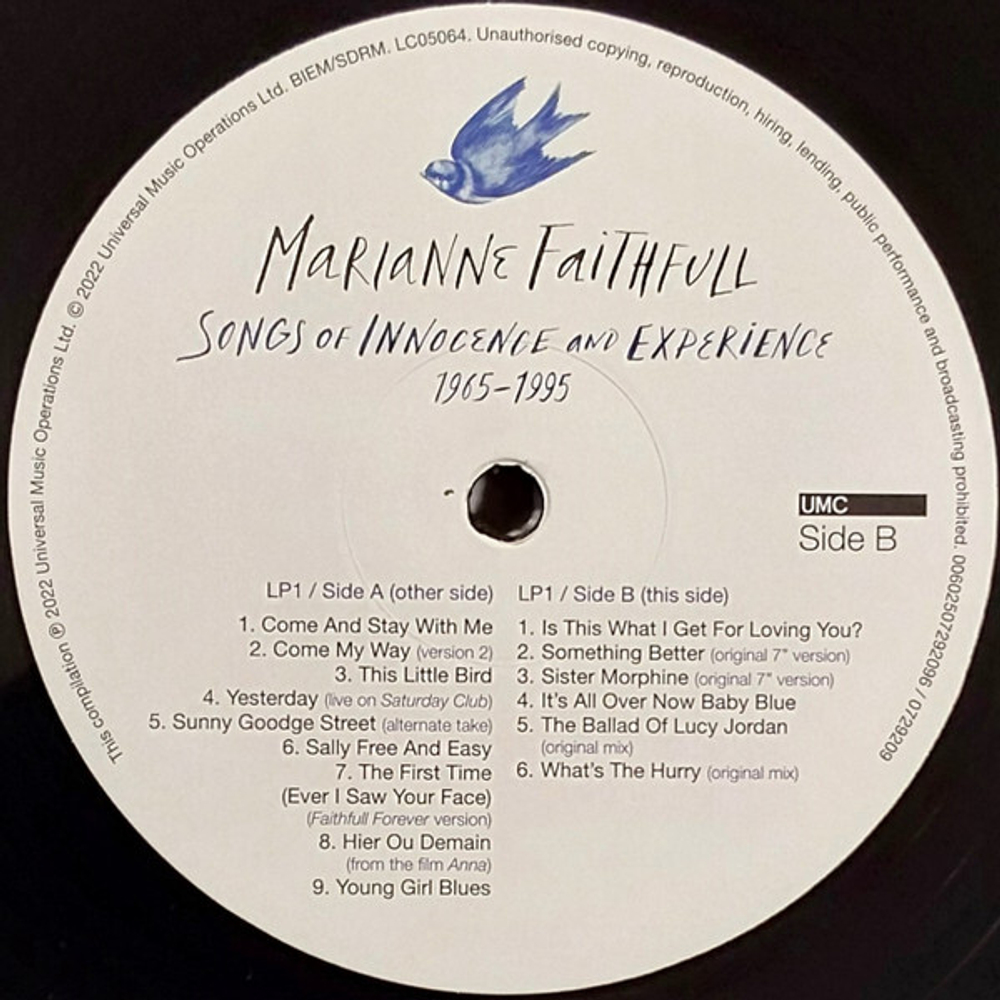 This compilation ℗ 2022 Universal Music Operations Ltd. © 2022 Universal Music Operations Ltd. BIEM/SDRM. LC05064. Unauthorised copying, reproduction, hiring, lending, public performance and broadcasting prohibited. 00602507292096 / 0729209
MARIANNE FAITHFULL
SONGS OF INNOCENCE AND EXPERIENCE
1965-1995
UMC
Side B
LP1 / Side A (other side)
1. Come And Stay With Me
2. Come My Way (version 2)
3. This Little Bird
4. Yesterday (live on Saturday Club)
5. Sunny Goodge Street (alternate take)
6. Sally Free And Easy
7. The First Time
(Ever I Saw Your Face)
(Faithfull Forever version)
8. Hier Ou Demain
(from the film Anna)
9. Young Girl Blues
LP1 / Side B (this side)
1. Is This What I Get For Loving You?
2. Something Better (original 7" version)
3. Sister Morphine (original 7" version)
4. It's All Over Now Baby Blue
5. The Ballad Of Lucy Jordan
(original mix)
6. What's The Hurry (original mix)